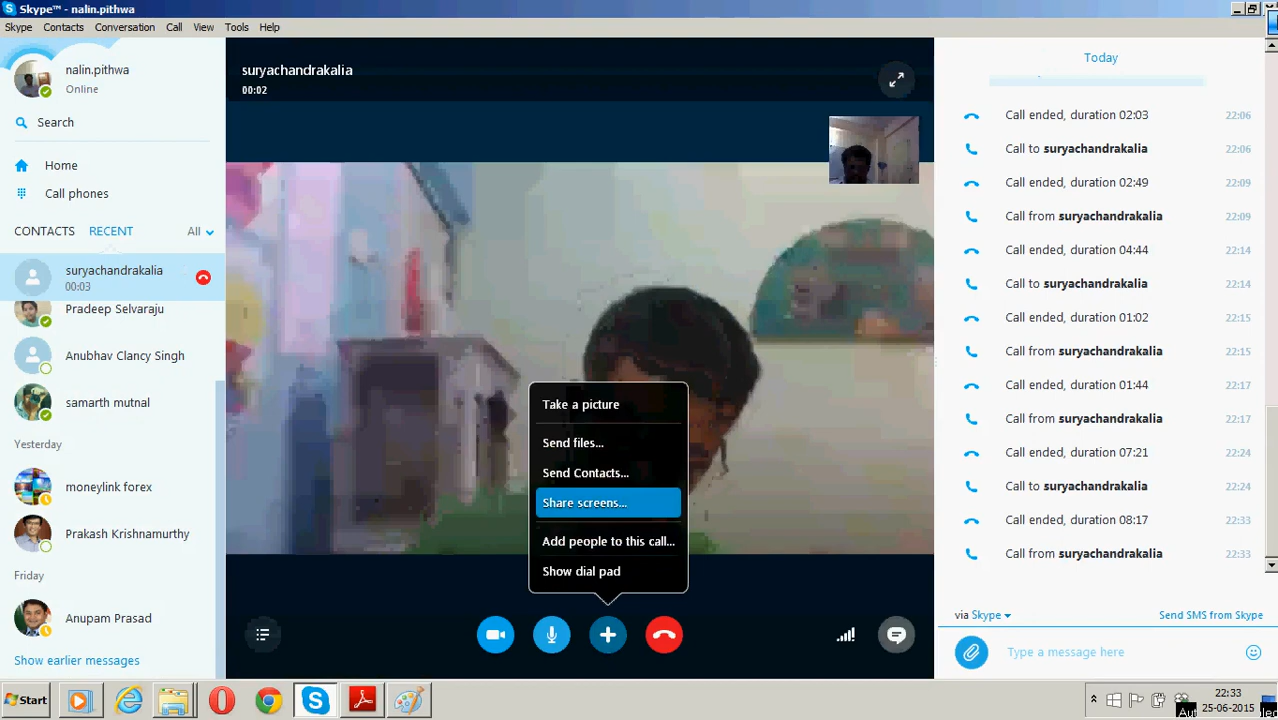 Skype™ - nalin.pithwa
Skype Contacts Conversation Call View Tools Help
nalin.pithwa
Online
Search
Home
Call phones
CONTACTS RECENT All
suryachandrakalia
00:03
Pradeep Selvaraju
Anubhav Clancy Singh
samarth mutnal
Yesterday
moneylink forex
Prakash Krishnamurthy
Friday
Anupam Prasad
Show earlier messages
suryachandrakalia
00:02
Take a picture
Send files...
Send Contacts...
Share screens...
Add people to this call...
Show dial pad
Today
Call ended, duration 02:03 22:06
Call to suryachandrakalia 22:06
Call ended, duration 02:49 22:09
Call from suryachandrakalia 22:09
Call ended, duration 04:44 22:14
Call to suryachandrakalia 22:14
Call ended, duration 01:02 22:15
Call from suryachandrakalia 22:15
Call ended, duration 01:44 22:17
Call from suryachandrakalia 22:17
Call ended, duration 07:21 22:24
Call to suryachandrakalia 22:24
Call ended, duration 08:17 22:33
Call from suryachandrakalia 22:33
via Skype Send SMS from Skype
Type a message here
Start
22:33
25-06-2015